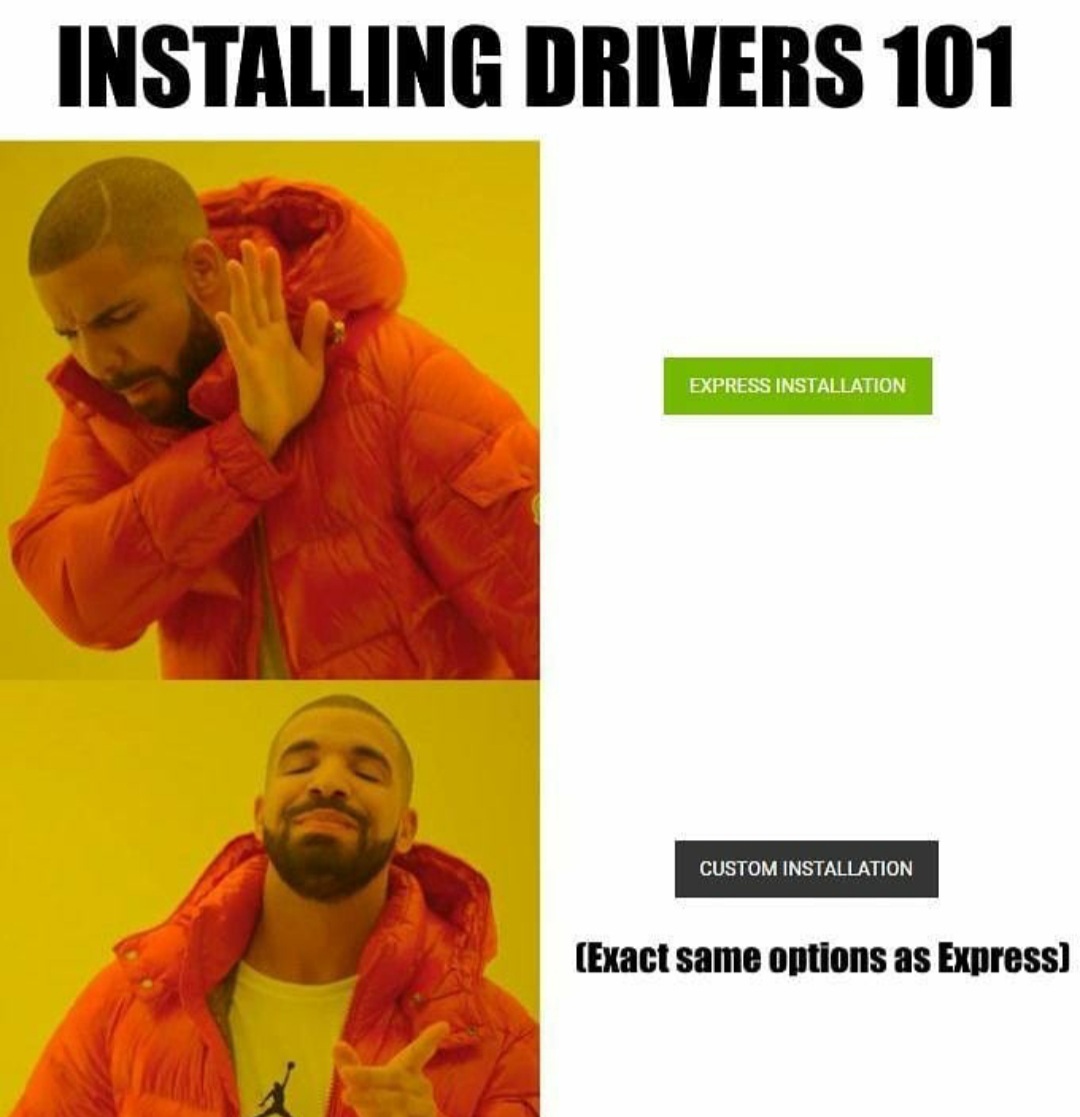 INSTALLING DRIVERS 101
EXPRESS INSTALLATION
CUSTOM INSTALLATION
(Exact same options as Express)